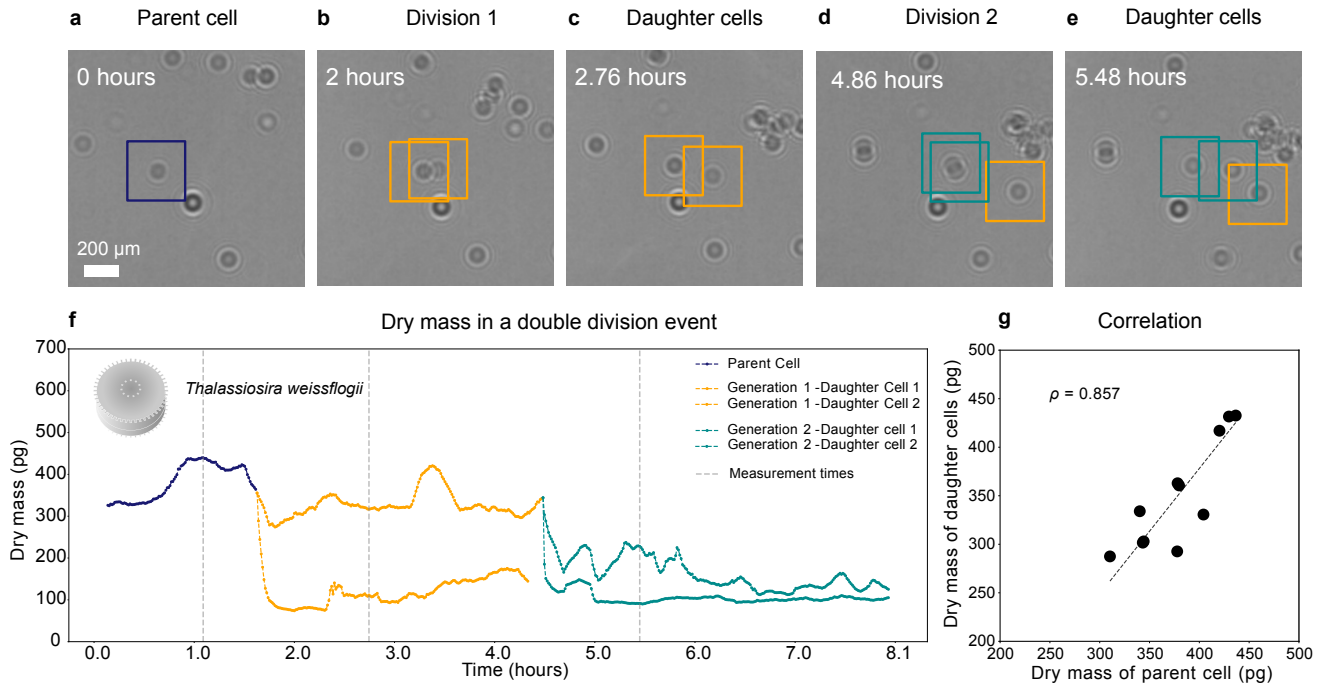 a Parent cell
b Division 1
c Daughter cells
d Division 2
e Daughter cells
0 hours
2 hours
2.76 hours
4.86 hours
5.48 hours
200 µm
f Dry mass in a double division event
700
600
500
400
300
200
100
0
Dry mass (pg)
Thalassiosira weissflogii
Parent Cell
Generation 1 -Daughter Cell 1
Generation 1 -Daughter Cell 2
Generation 2 -Daughter cell 1
Generation 2 -Daughter cell 2
Measurement times
0.0 1.0 2.0 3.0 4.0 5.0 6.0 7.0 8.1
Time (hours)
g Correlation
500
450
400
350
300
250
200
Dry mass of daughter cells (pg)
ρ = 0.857
200 250 300 350 400 450 500
Dry mass of parent cell (pg)